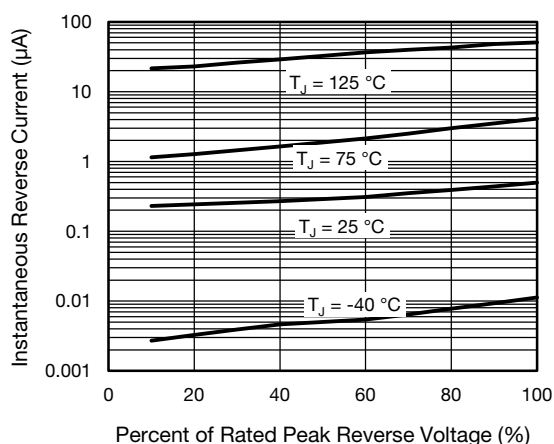 Instantaneous Reverse Current (μA)
100
10
1
0.1
0.01
0.001
T_J = 125 °C
T_J = 75 °C
T_J = 25 °C
T_J = -40 °C
0 20 40 60 80 100
Percent of Rated Peak Reverse Voltage (%)